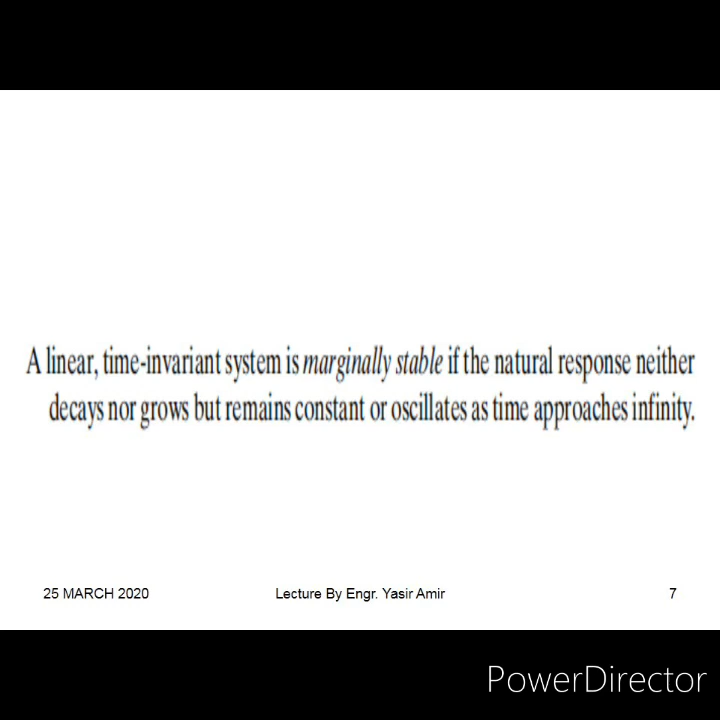 A linear, time-invariant system is marginally stable if the natural response neither
decays nor grows but remains constant or oscillates as time approaches infinity.
25 MARCH 2020 Lecture By Engr. Yasir Amir 7
PowerDirector